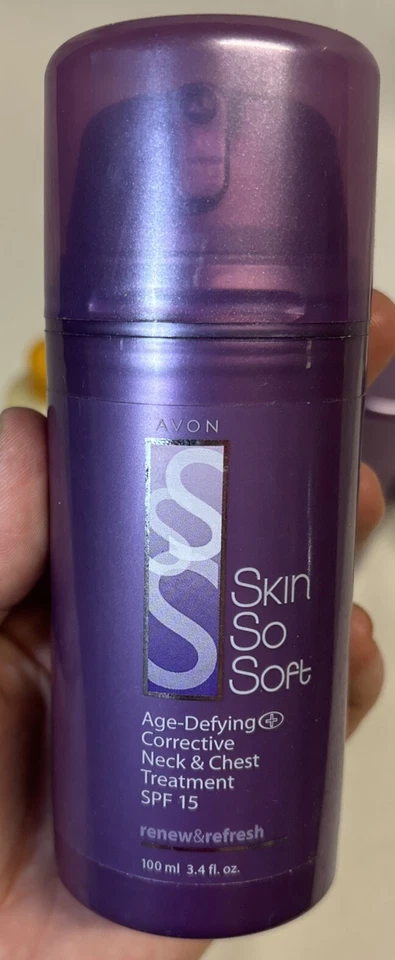 AVON
SSS
Skin
So
Soft
Age-Defying+
Corrective
Neck & Chest
Treatment
SPF 15
renew&refresh
100 ml 3.4 fl. oz.